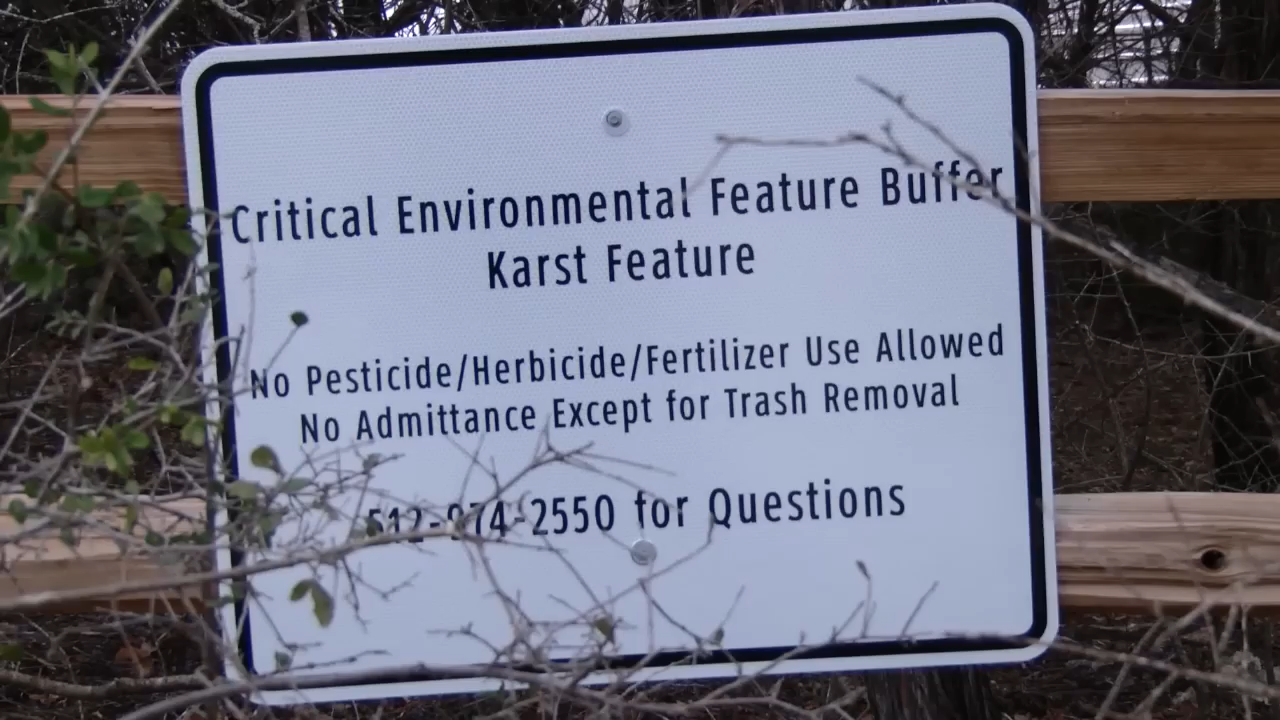 Critical Environmental Feature Buffer
Karst Feature
No Pesticide/Herbicide/Fertilizer Use Allowed
No Admittance Except for Trash Removal
512-974-2550 for Questions